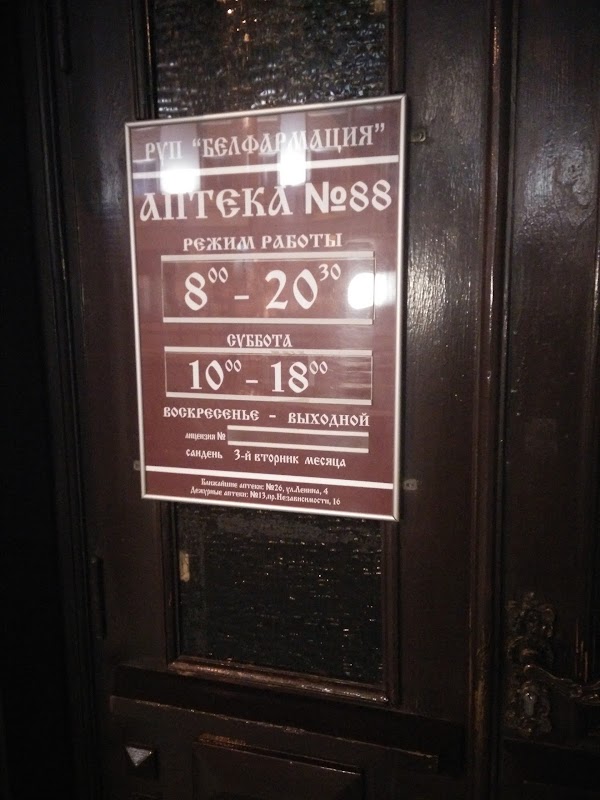 РУП "БЕЛФАРМАЦИЯ"
АПТЕКА №88
РЕЖИМ РАБОТЫ
8⁰⁰ - 20³⁰
СУББОТА
10⁰⁰ - 18⁰⁰
ВОСКРЕСЕНЬЕ - ВЫХОДНОЙ
ЛИЦЕНЗИЯ №
САНДЕНЬ 3-Й ВТОРНИК МЕСЯЦА
Ближайшие аптеки: №26, ул.Ленина, 4
Дежурные аптеки: №13,пр.Независимости, 16